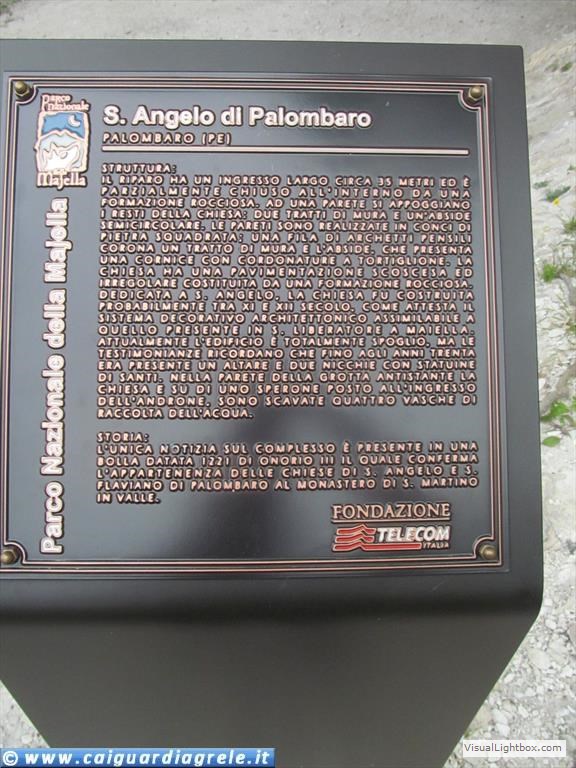 Parco
Nazionale
della
Majella
S. Angelo di Palombaro
PALOMBARO (PE)
Parco Nazionale della Majella
STRUTTURA:
IL RIPARO HA UN INGRESSO LARGO CIRCA 35 METRI ED È
PARZIALMENTE CHIUSO ALL'INTERNO DA UNA
FORMAZIONE ROCCIOSA. AD UNA PARETE SI APPOGGIANO
I RESTI DELLA CHIESA: DUE TRATTI DI MURA E UN'ABSIDE
SEMICIRCOLARE. LE PARETI SONO REALIZZATE IN CONCI DI
PIETRA SQUADRATA; UNA FILA DI ARCHETTI PENSILI
CORONA UN TRATTO DI MURA E L'ABSIDE, CHE PRESENTA
UNA CORNICE CON CORDONATURE A TORTIGLIONE. LA
CHIESA HA UNA PAVIMENTAZIONE SCOSCESA ED
IRREGOLARE COSTITUITA DA UNA FORMAZIONE ROCCIOSA.
DEDICATA A S. ANGELO, LA CHIESA FU COSTRUITA
PROBABILMENTE TRA XI E XII SECOLO, COME ATTESTA IL
SISTEMA DECORATIVO ARCHITETTONICO ASSIMILABILE A
QUELLO PRESENTE IN S. LIBERATORE A MAIELLA.
ATTUALMENTE L'EDIFICIO È TOTALMENTE SPOGLIO, MA LE
TESTIMONIANZE RICORDANO CHE FINO AGLI ANNI TRENTA
ERA PRESENTE UN ALTARE E DUE NICCHIE CON STATUINE
DI SANTI. NELLA PARETE DELLA GROTTA ANTISTANTE LA
CHIESA E SU DI UNO SPERONE POSTO ALL'INGRESSO
DELL'ANDRONE, SONO SCAVATE QUATTRO VASCHE DI
RACCOLTA DELL'ACQUA.
STORIA:
L'UNICA NOTIZIA SUL COMPLESSO È PRESENTE IN UNA
BOLLA DATATA 1221 DI ONORIO III IL QUALE CONFERMA
L'APPARTENENZA DELLE CHIESE DI S. ANGELO E S.
FLAVIANO DI PALOMBARO AL MONASTERO DI S. MARTINO
IN VALLE.
FONDAZIONE
TELECOM
ITALIA
© www.caiguardiagrele.it
VisualLightbox.com